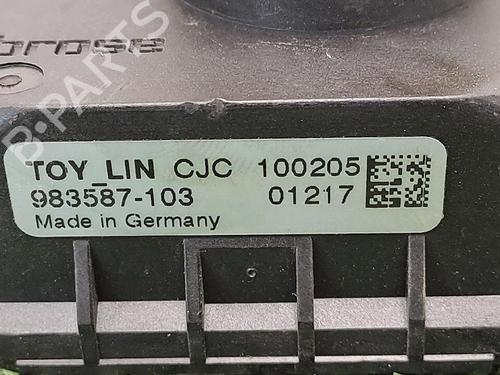 brose
B-PARTS
TOY_LIN CJC 100205
983587-103 01217
Made in Germany